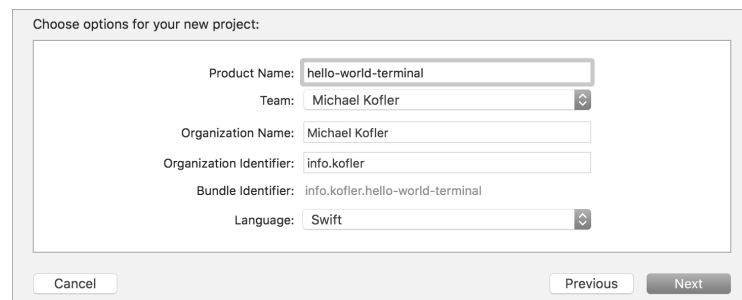 Choose options for your new project:
Product Name: hello-world-terminal
Team: Michael Kofler
Organization Name: Michael Kofler
Organization Identifier: info.kofler
Bundle Identifier: info.kofler.hello-world-terminal
Language: Swift
Cancel Previous Next